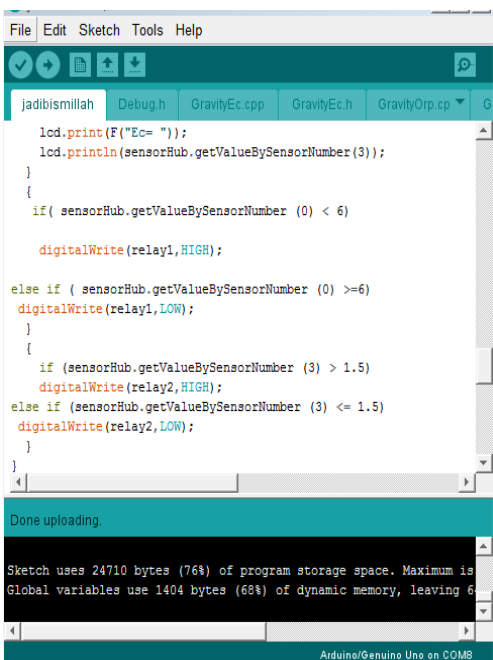 File Edit Sketch Tools Help
jadibismillah Debug.h GravityEc.cpp GravityEc.h GravityOrp.cp G
lcd.print(F("Ec= "));
lcd.println(sensorHub.getValueBySensorNumber(3));
}
{
if( sensorHub.getValueBySensorNumber (0) < 6)
digitalWrite(relay1,HIGH);
else if ( sensorHub.getValueBySensorNumber (0) >=6)
digitalWrite(relay1,LOW);
}
{
if (sensorHub.getValueBySensorNumber (3) > 1.5)
digitalWrite(relay2,HIGH);
else if (sensorHub.getValueBySensorNumber (3) <= 1.5)
digitalWrite(relay2,LOW);
}
}
Done uploading.
Sketch uses 24710 bytes (76%) of program storage space. Maximum is
Global variables use 1404 bytes (68%) of dynamic memory, leaving 6
Arduino/Genuino Uno on COM8